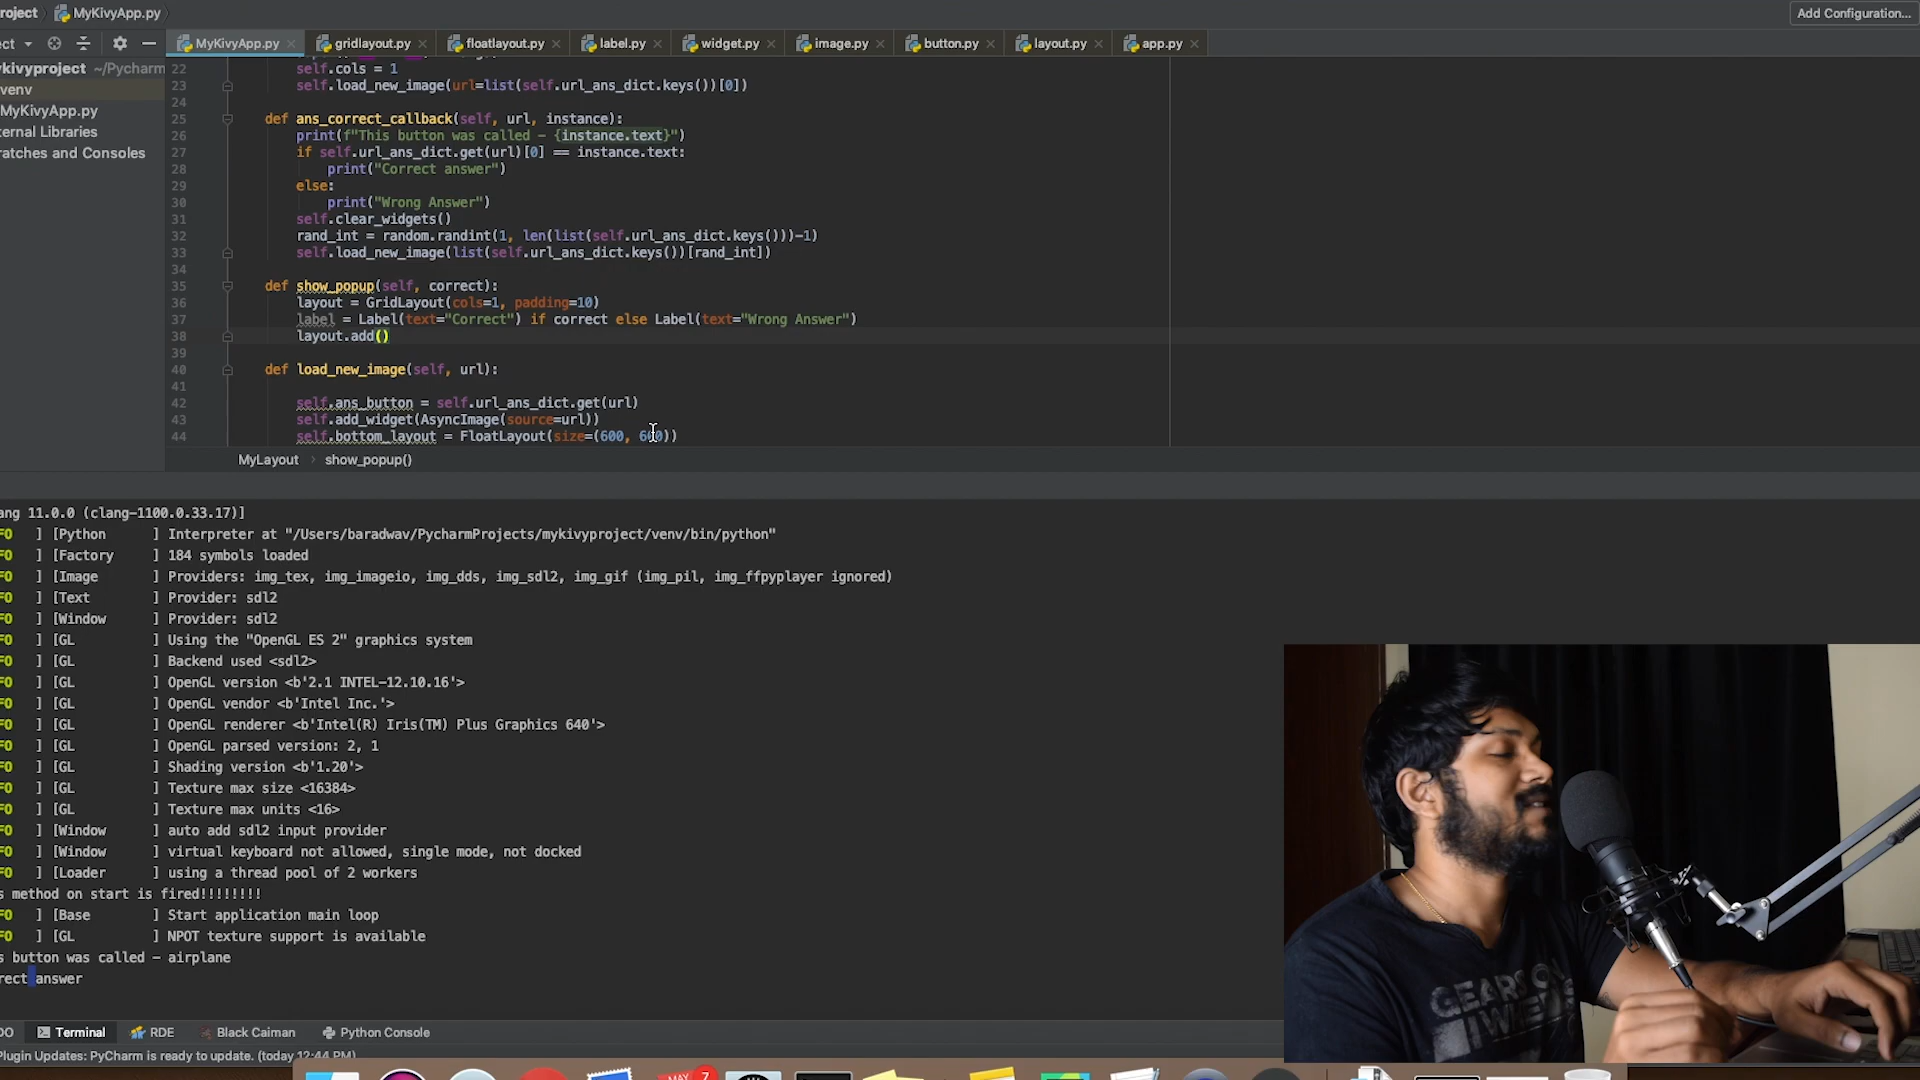 roject MyKivyApp.py Add Configuration...
ct MyKivyApp.py gridlayout.py floatlayout.py label.py widget.py image.py button.py layout.py app.py
ykivyproject ~/Pycharm
venv
MyKivyApp.py
ternal Libraries
ratches and Consoles
22 self.cols = 1
23 self.load_new_image(url=list(self.url_ans_dict.keys())[0])
24
25 def ans_correct_callback(self, url, instance):
26 print(f"This button was called – {instance.text}")
27 if self.url_ans_dict.get(url)[0] == instance.text:
28 print("Correct answer")
29 else:
30 print("Wrong Answer")
31 self.clear_widgets()
32 rand_int = random.randint(1, len(list(self.url_ans_dict.keys()))-1)
33 self.load_new_image(list(self.url_ans_dict.keys())[rand_int])
34
35 def show_popup(self, correct):
36 layout = GridLayout(cols=1, padding=10)
37 label = Label(text="Correct") if correct else Label(text="Wrong Answer")
38 layout.add()
39
40 def load_new_image(self, url):
41
42 self.ans_button = self.url_ans_dict.get(url)
43 self.add_widget(AsyncImage(source=url))
44 self.bottom_layout = FloatLayout(size=(600, 600))
MyLayout › show_popup()
ang 11.0.0 (clang-1100.0.33.17)]
FO ] [Python ] Interpreter at "/Users/baradwav/PycharmProjects/mykivyproject/venv/bin/python"
FO ] [Factory ] 184 symbols loaded
FO ] [Image ] Providers: img_tex, img_imageio, img_dds, img_sdl2, img_gif (img_pil, img_ffpyplayer ignored)
FO ] [Text ] Provider: sdl2
FO ] [Window ] Provider: sdl2
FO ] [GL ] Using the "OpenGL ES 2" graphics system
FO ] [GL ] Backend used <sdl2>
FO ] [GL ] OpenGL version <b'2.1 INTEL-12.10.16'>
FO ] [GL ] OpenGL vendor <b'Intel Inc.'>
FO ] [GL ] OpenGL renderer <b'Intel(R) Iris(TM) Plus Graphics 640'>
FO ] [GL ] OpenGL parsed version: 2, 1
FO ] [GL ] Shading version <b'1.20'>
FO ] [GL ] Texture max size <16384>
FO ] [GL ] Texture max units <16>
FO ] [Window ] auto add sdl2 input provider
FO ] [Window ] virtual keyboard not allowed, single mode, not docked
FO ] [Loader ] using a thread pool of 2 workers
s method on start is fired!!!!!!!!
FO ] [Base ] Start application main loop
FO ] [GL ] NPOT texture support is available
s button was called – airplane
rect answer
DO Terminal RDE Black Caiman Python Console
Plugin Updates: PyCharm is ready to update. (today 12:44 PM)
MAY 7